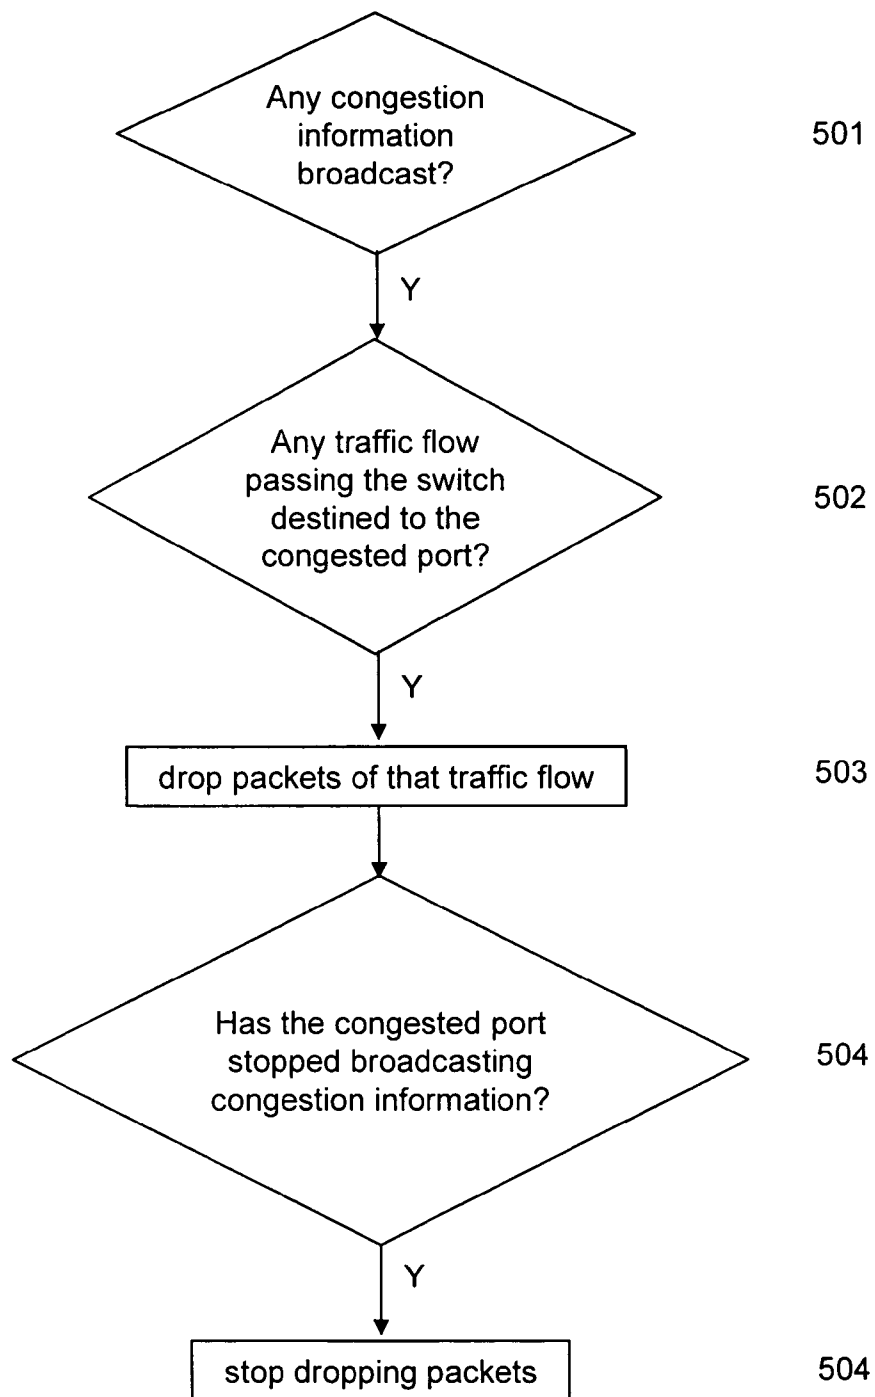 Any congestion
information
broadcast?
501
Y
Any traffic flow
passing the switch
destined to the
congested port?
502
Y
drop packets of that traffic flow
503
Has the congested port
stopped broadcasting
congestion information?
504
Y
stop dropping packets
504